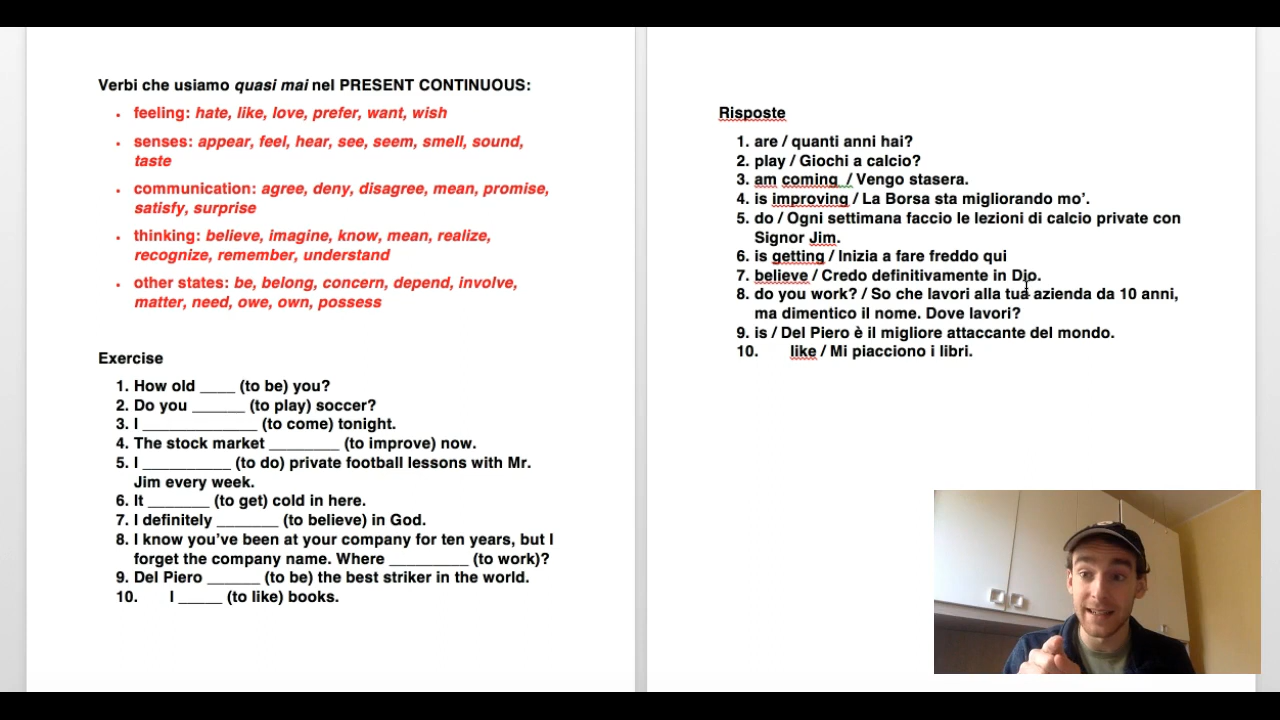 Verbi che usiamo quasi mai nel PRESENT CONTINUOUS:
• feeling: hate, like, love, prefer, want, wish
• senses: appear, feel, hear, see, seem, smell, sound,
taste
• communication: agree, deny, disagree, mean, promise,
satisfy, surprise
• thinking: believe, imagine, know, mean, realize,
recognize, remember, understand
• other states: be, belong, concern, depend, involve,
matter, need, owe, own, possess
Exercise
1. How old ____ (to be) you?
2. Do you ______ (to play) soccer?
3. I _____________ (to come) tonight.
4. The stock market ________ (to improve) now.
5. I __________ (to do) private football lessons with Mr.
Jim every week.
6. It _______ (to get) cold in here.
7. I definitely _______ (to believe) in God.
8. I know you've been at your company for ten years, but I
forget the company name. Where _________ (to work)?
9. Del Piero ______ (to be) the best striker in the world.
10. I _____ (to like) books.
Risposte
1. are / quanti anni hai?
2. play / Giochi a calcio?
3. am coming / Vengo stasera.
4. is improving / La Borsa sta migliorando mo'.
5. do / Ogni settimana faccio le lezioni di calcio private con
Signor Jim.
6. is getting / Inizia a fare freddo qui
7. believe / Credo definitivamente in Dio.
8. do you work? / So che lavori alla tua azienda da 10 anni,
ma dimentico il nome. Dove lavori?
9. is / Del Piero è il migliore attaccante del mondo.
10. like / Mi piacciono i libri.